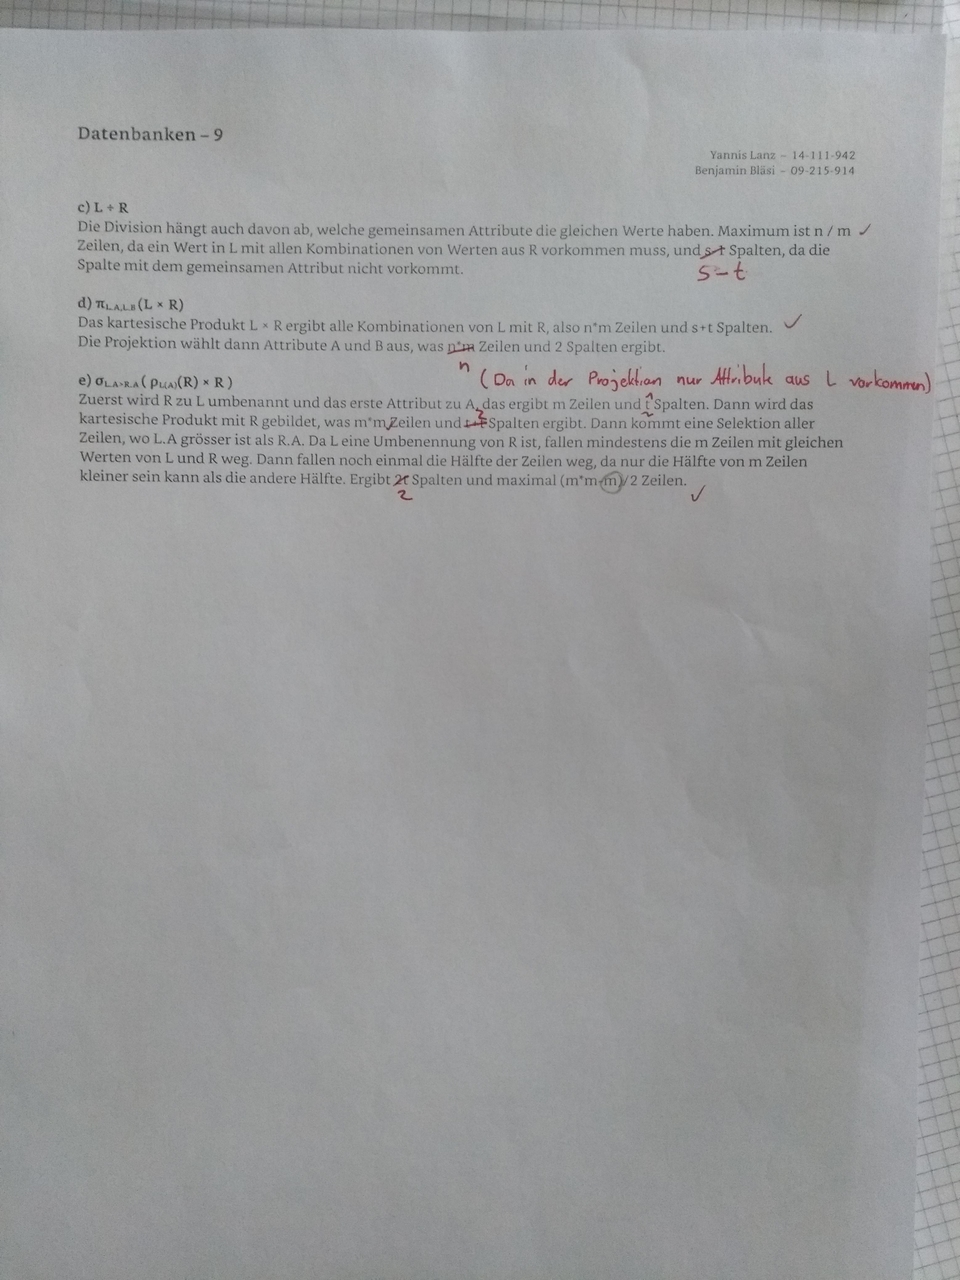 Datenbanken – 9
Yannis Lanz – 14-111-942
Benjamin Bläsi – 09-215-914
c) L ÷ R
Die Division hängt auch davon ab, welche gemeinsamen Attribute die gleichen Werte haben. Maximum ist n / m ✓
Zeilen, da ein Wert in L mit allen Kombinationen von Werten aus R vorkommen muss, und Spalten, da die
Spalte mit dem gemeinsamen Attribut nicht vorkommt.
s-t
d) π L.A,L.B (L × R)
Das kartesische Produkt L × R ergibt alle Kombinationen von L mit R, also n*m Zeilen und s+t Spalten. ✓
Die Projektion wählt dann Attribute A und B aus, was n*m Zeilen und 2 Spalten ergibt.
n (Da in der Projektion nur Attribute aus L vorkommen)
e) σ L.A>R.A ( ρ L(A) (R) × R )
Zuerst wird R zu L umbenannt und das erste Attribut zu A, das ergibt m Zeilen und t Spalten. Dann wird das
1
kartesische Produkt mit R gebildet, was m*m Zeilen und Spalten ergibt. Dann kommt eine Selektion aller
2
Zeilen, wo L.A grösser ist als R.A. Da L eine Umbenennung von R ist, fallen mindestens die m Zeilen mit gleichen
Werten von L und R weg. Dann fallen noch einmal die Hälfte der Zeilen weg, da nur die Hälfte von m Zeilen
kleiner sein kann als die andere Hälfte. Ergibt 2t Spalten und maximal (m*m-m)/2 Zeilen.
2 ✓